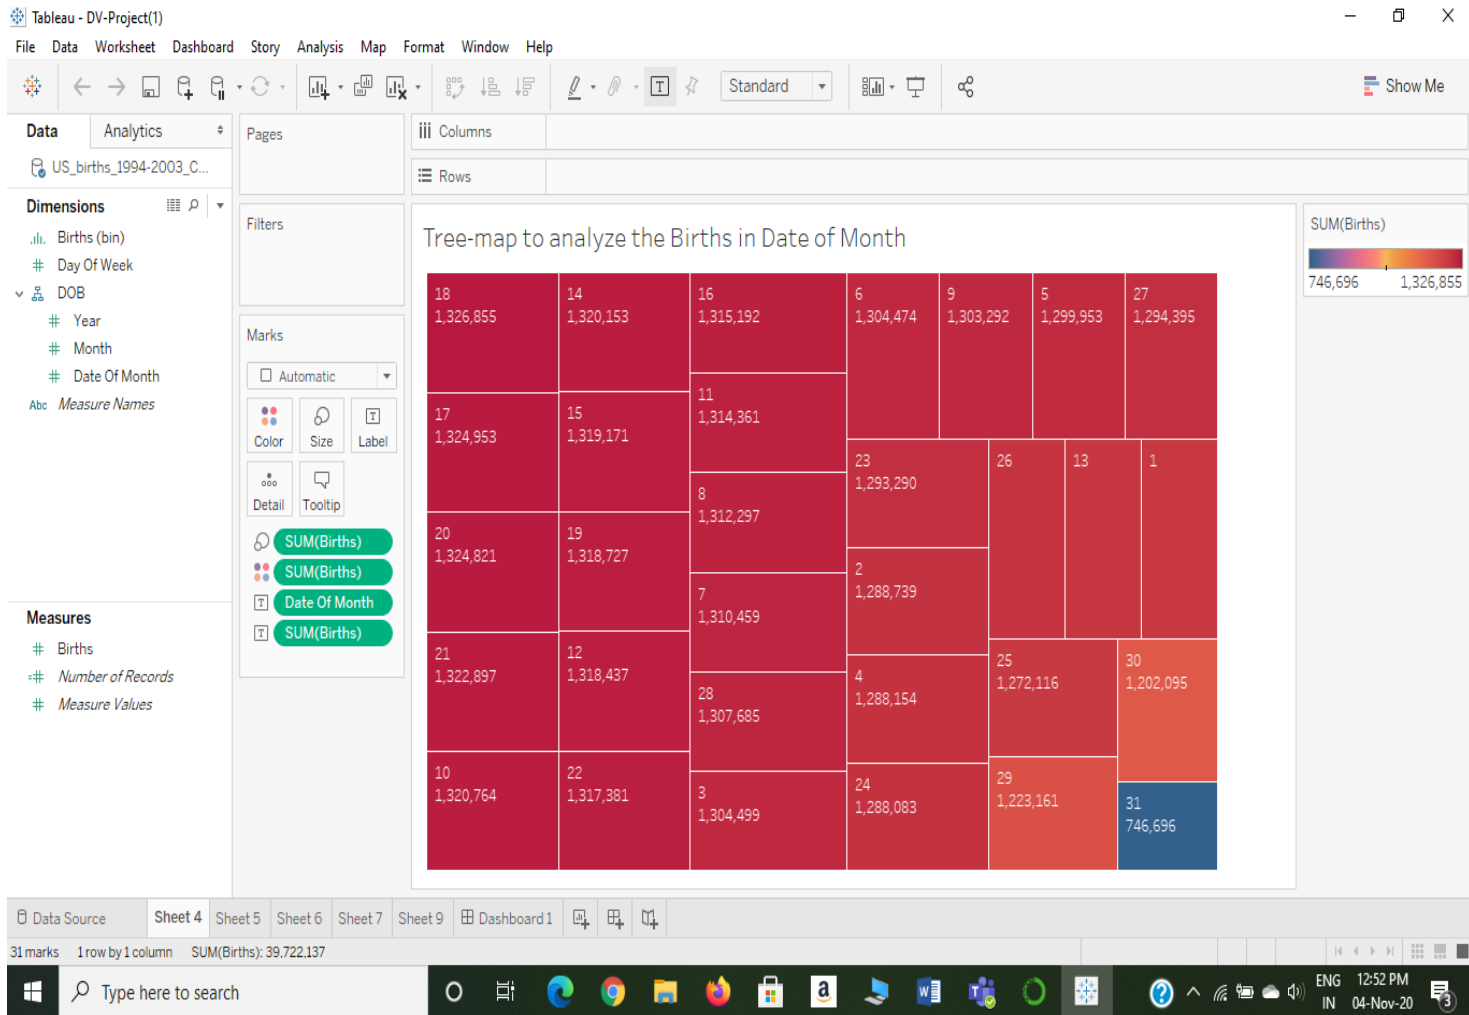 Tableau - DV-Project(1)
File Data Worksheet Dashboard Story Analysis Map Format Window Help
Standard
Show Me
Data Analytics
US_births_1994-2003_C...
Dimensions
Births (bin)
Day Of Week
DOB
Year
Month
Date Of Month
Abc Measure Names
Measures
Births
Number of Records
Measure Values
Pages
Filters
Marks
Automatic
Color Size Label
Detail Tooltip
SUM(Births)
SUM(Births)
Date Of Month
SUM(Births)
Columns
Rows
Tree-map to analyze the Births in Date of Month
18
1,326,855
17
1,324,953
20
1,324,821
21
1,322,897
10
1,320,764
14
1,320,153
15
1,319,171
19
1,318,727
12
1,318,437
22
1,317,381
16
1,315,192
11
1,314,361
8
1,312,297
7
1,310,459
28
1,307,685
3
1,304,499
6
1,304,474
9
1,303,292
5
1,299,953
27
1,294,395
23
1,293,290
2
1,288,739
4
1,288,154
24
1,288,083
26
13
1
25
1,272,116
29
1,223,161
30
1,202,095
31
746,696
SUM(Births)
746,696 1,326,855
Data Source Sheet 4 Sheet 5 Sheet 6 Sheet 7 Sheet 9 Dashboard 1
31 marks 1 row by 1 column SUM(Births): 39,722,137
Type here to search
ENG 12:52 PM
IN 04-Nov-20
3